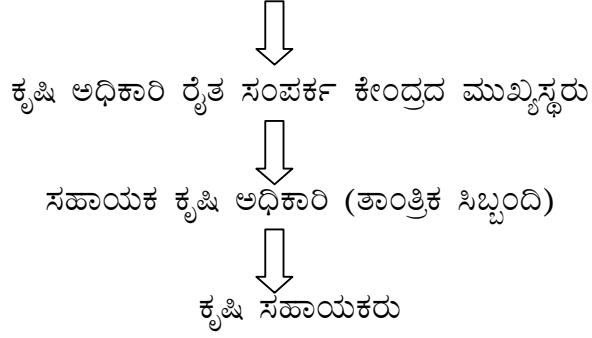 ಕೃಷಿ ಅಧಿಕಾರಿ ರೈತ ಸಂಪರ್ಕ ಕೇಂದ್ರದ ಮುಖ್ಯಸ್ಥರು
ಸಹಾಯಕ ಕೃಷಿ ಅಧಿಕಾರಿ (ತಾಂತ್ರಿಕ ಸಿಬ್ಬಂದಿ)
ಕೃಷಿ ಸಹಾಯಕರು